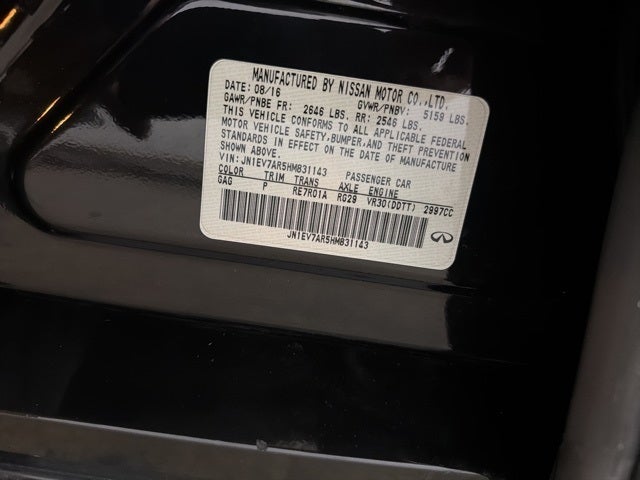 MANUFACTURED BY NISSAN MOTOR CO.,LTD.
DATE: 08/16 GVWR/PNBV: 5159 LBS.
GAWR/PNBE FR: 2646 LBS. RR: 2546 LBS.
THIS VEHICLE CONFORMS TO ALL APPLICABLE FEDERAL
MOTOR VEHICLE SAFETY,BUMPER,AND THEFT PREVENTION
STANDARDS IN EFFECT ON THE DATE OF MANUFACTURE
SHOWN ABOVE.
VIN: JN1EV7AR5HM831143 PASSENGER CAR
COLOR TRIM TRANS AXLE ENGINE
GAG P RE7R01A RG29 VR30(DDTT) 2997CC
JN1EV7AR5HM831143